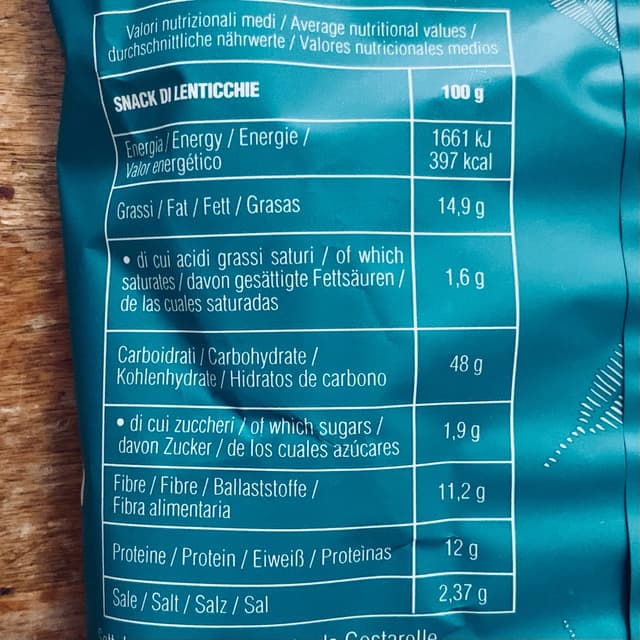 Valori nutrizionali medi / Average nutritional values /
durchschnittliche nährwerte / Valores nutricionales medios
SNACK DI LENTICCHIE 100 g
Energia / Energy / Energie / 1661 kJ
Valor energético 397 kcal
Grassi / Fat / Fett / Grasas 14,9 g
• di cui acidi grassi saturi / of which
saturates / davon gesättigte Fettsäuren / 1,6 g
de las cuales saturadas
Carboidrati / Carbohydrate / 48 g
Kohlenhydrate / Hidratos de carbono
• di cui zuccheri / of which sugars / 1,9 g
davon Zucker / de los cuales azúcares
Fibre / Fibre / Ballaststoffe / 11,2 g
Fibra alimentaria
Proteine / Protein / Eiweiß / Proteinas 12 g
Sale / Salt / Salz / Sal 2,37 g